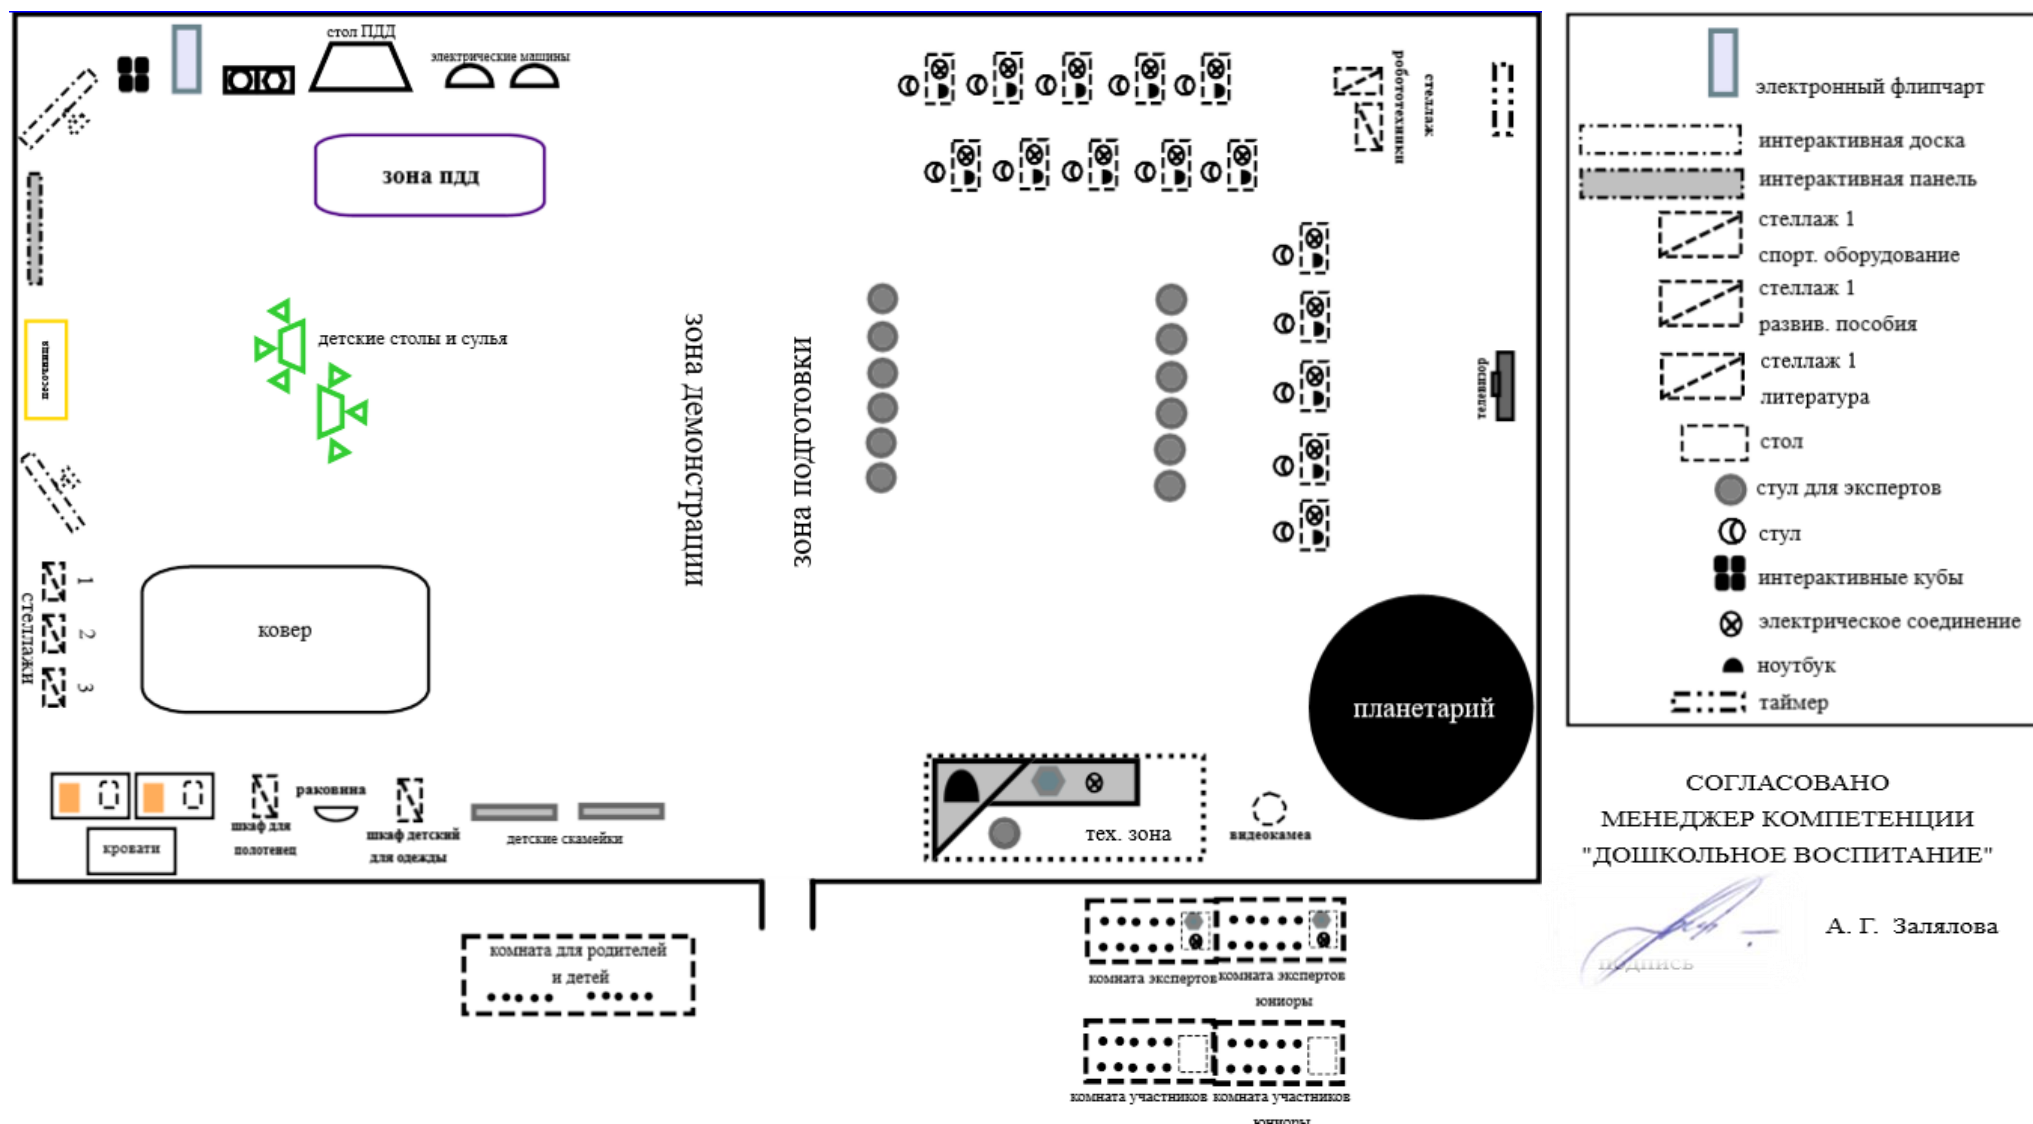 стол ПДД
электрические машины
зона пдд
детские столы и сулья
песочница
стеллажи
1
2
3
ковер
кровати
шкаф для
полотенец
раковина
шкаф детский
для одежды
детские скамейки
зона демонстрации
зона подготовки
стеллаж
робототехники
телевизор
планетарий
тех. зона
видеокамеа
комната для родителей
и детей
комната экспертов
комната экспертов
юниоры
комната участников
комната участников
юниоры
электронный флипчарт
интерактивная доска
интерактивная панель
стеллаж 1
спорт. оборудование
стеллаж 1
развив. пособия
стеллаж 1
литература
стол
стул для экспертов
стул
интерактивные кубы
электрическое соединение
ноутбук
таймер
СОГЛАСОВАНО
МЕНЕДЖЕР КОМПЕТЕНЦИИ
"ДОШКОЛЬНОЕ ВОСПИТАНИЕ"
А. Г. Залялова
подпись